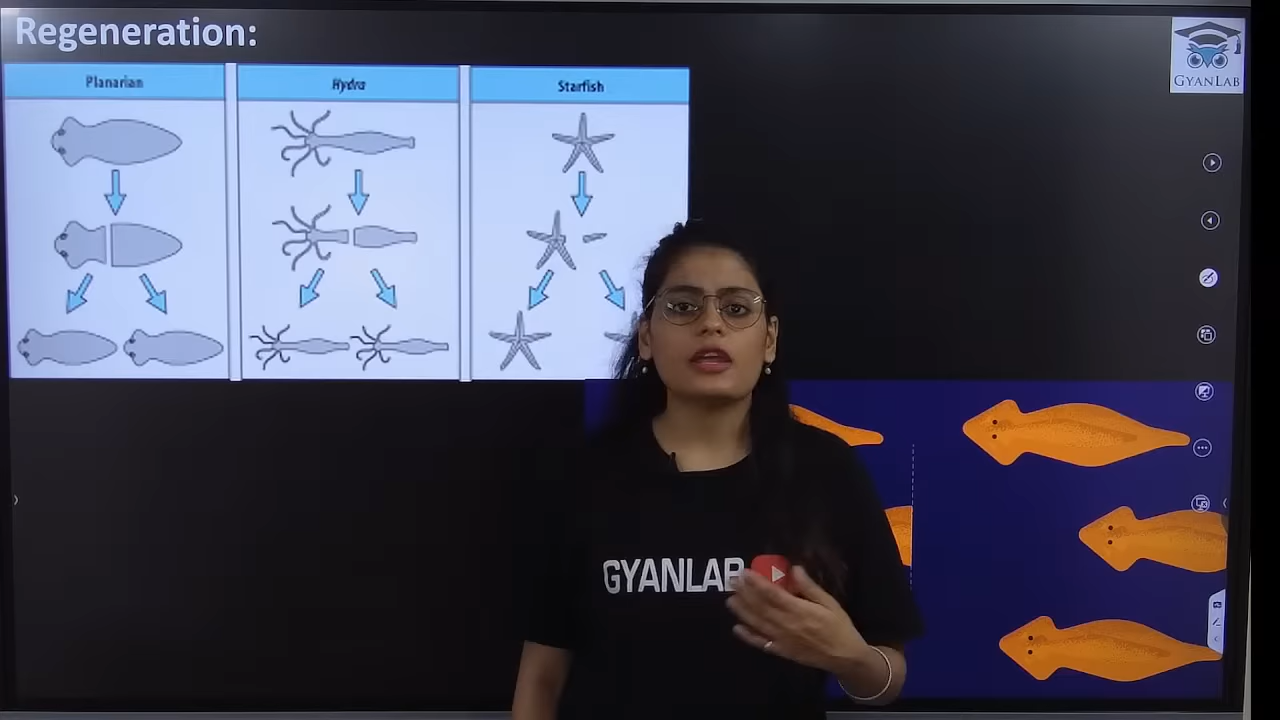 Regeneration:
GYANLAB
Planarian
Hydra
Starfish
GYANLAB